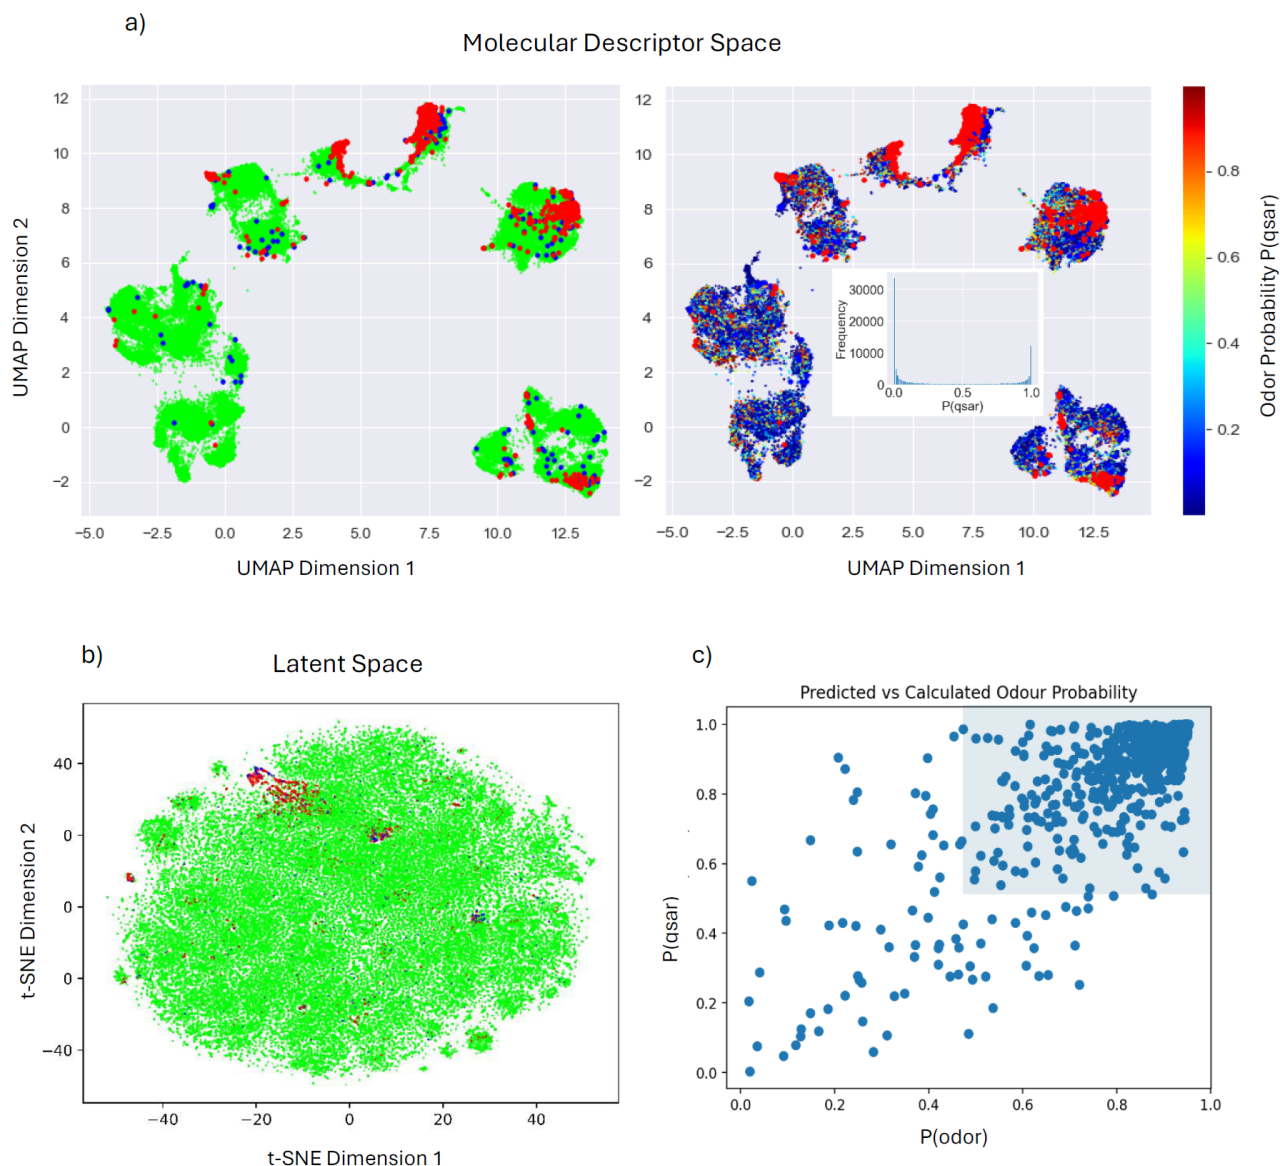 a)
Molecular Descriptor Space
12
10
8
6
4
2
0
−2
UMAP Dimension 2
−5.0 −2.5 0.0 2.5 5.0 7.5 10.0 12.5
UMAP Dimension 1
12
10
8
6
4
2
0
−2
−5.0 −2.5 0.0 2.5 5.0 7.5 10.0 12.5
UMAP Dimension 1
30000
20000
10000
0
Frequency
0.0 0.5 1.0
P(qsar)
0.8
0.6
0.4
0.2
Odor Probability P(qsar)
b)
Latent Space
40
0
0
0
−40
t-SNE Dimension 2
−40 −20 0 20 40
t-SNE Dimension 1
c)
Predicted vs Calculated Odour Probability
1.0
0.8
0.6
0.4
0.2
0.0
P(qsar)
0.0 0.2 0.4 0.6 0.8 1.0
P(odor)